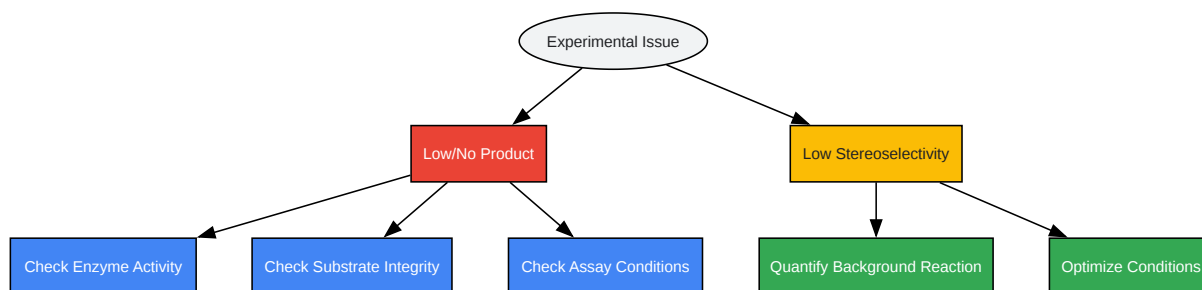 Experimental Issue
Low/No Product
Low Stereoselectivity
Check Enzyme Activity
Check Substrate Integrity
Check Assay Conditions
Quantify Background Reaction
Optimize Conditions